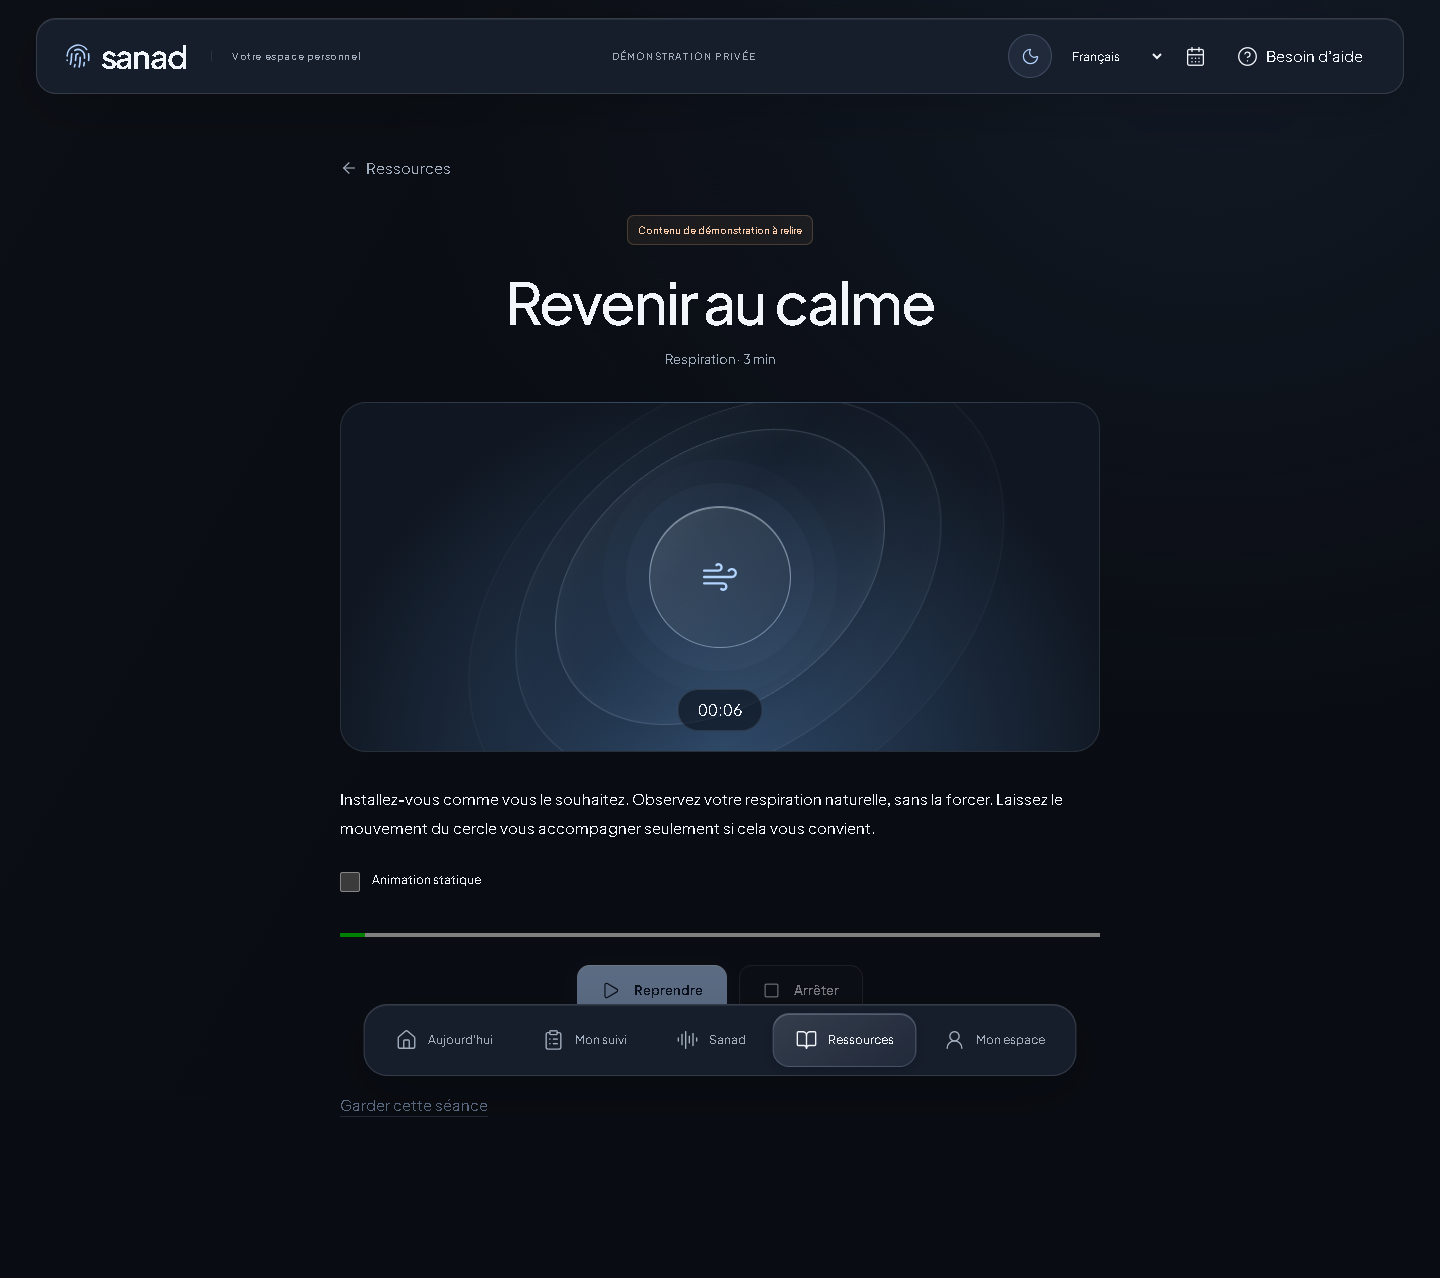 sanad
Votre espace personnel
DÉMONSTRATION PRIVÉE
Français
Besoin d'aide
Ressources
Contenu de démonstration à relire
Revenir au calme
Respiration · 3 min
00:06
Installez-vous comme vous le souhaitez. Observez votre respiration naturelle, sans la forcer. Laissez le
mouvement du cercle vous accompagner seulement si cela vous convient.
Animation statique
Reprendre
Arrêter
Aujourd'hui
Mon suivi
Sanad
Ressources
Mon espace
Garder cette séance